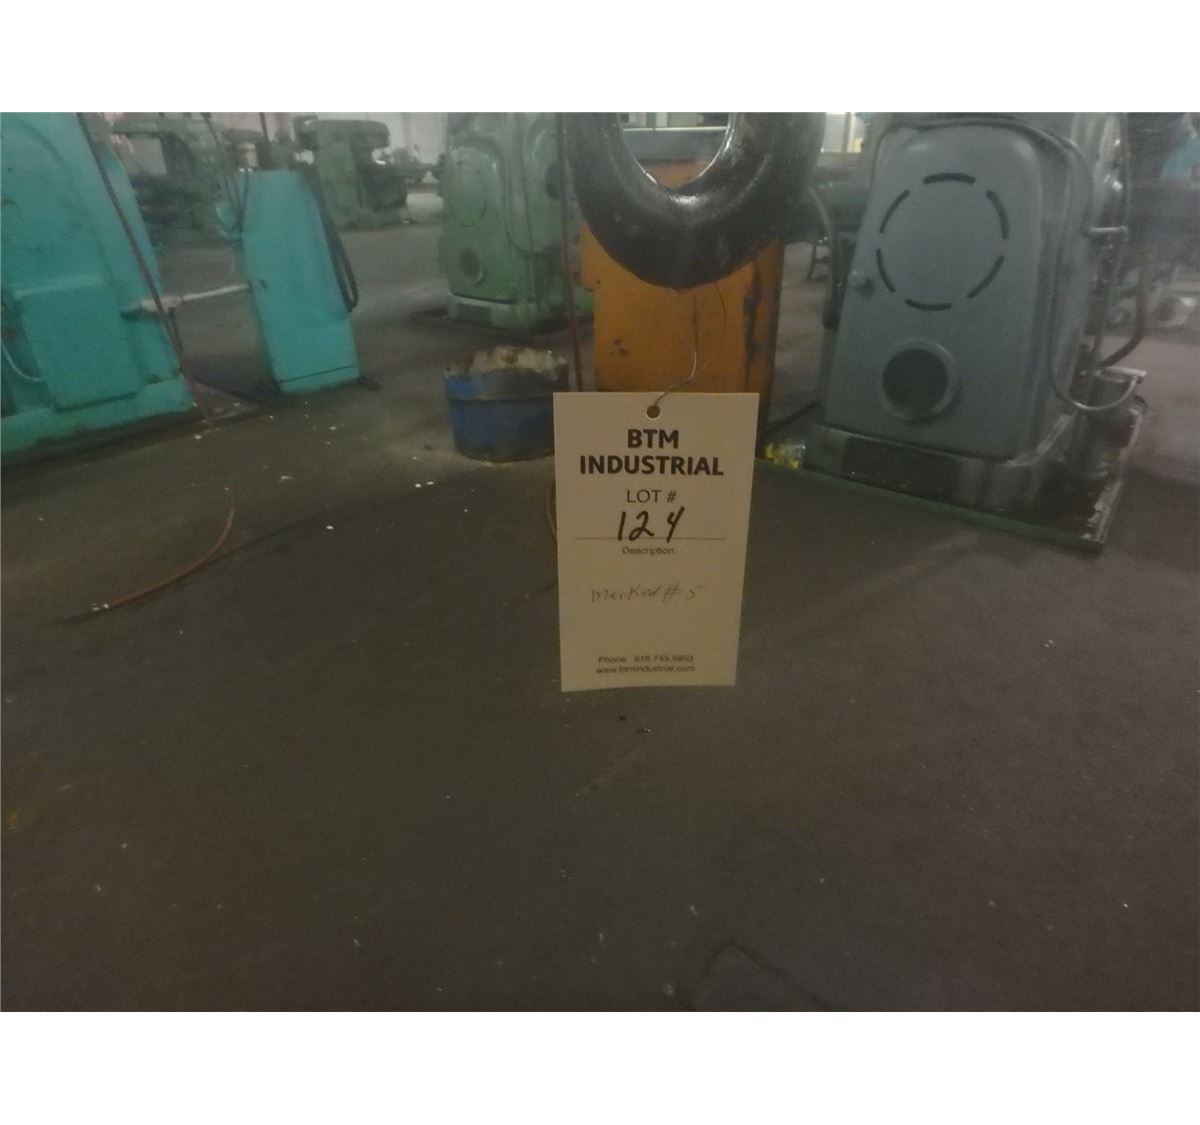 BTM
INDUSTRIAL
LOT #
124
Description:
Marked #5
Phone: 616.745.5950
www.btmindustrial.com